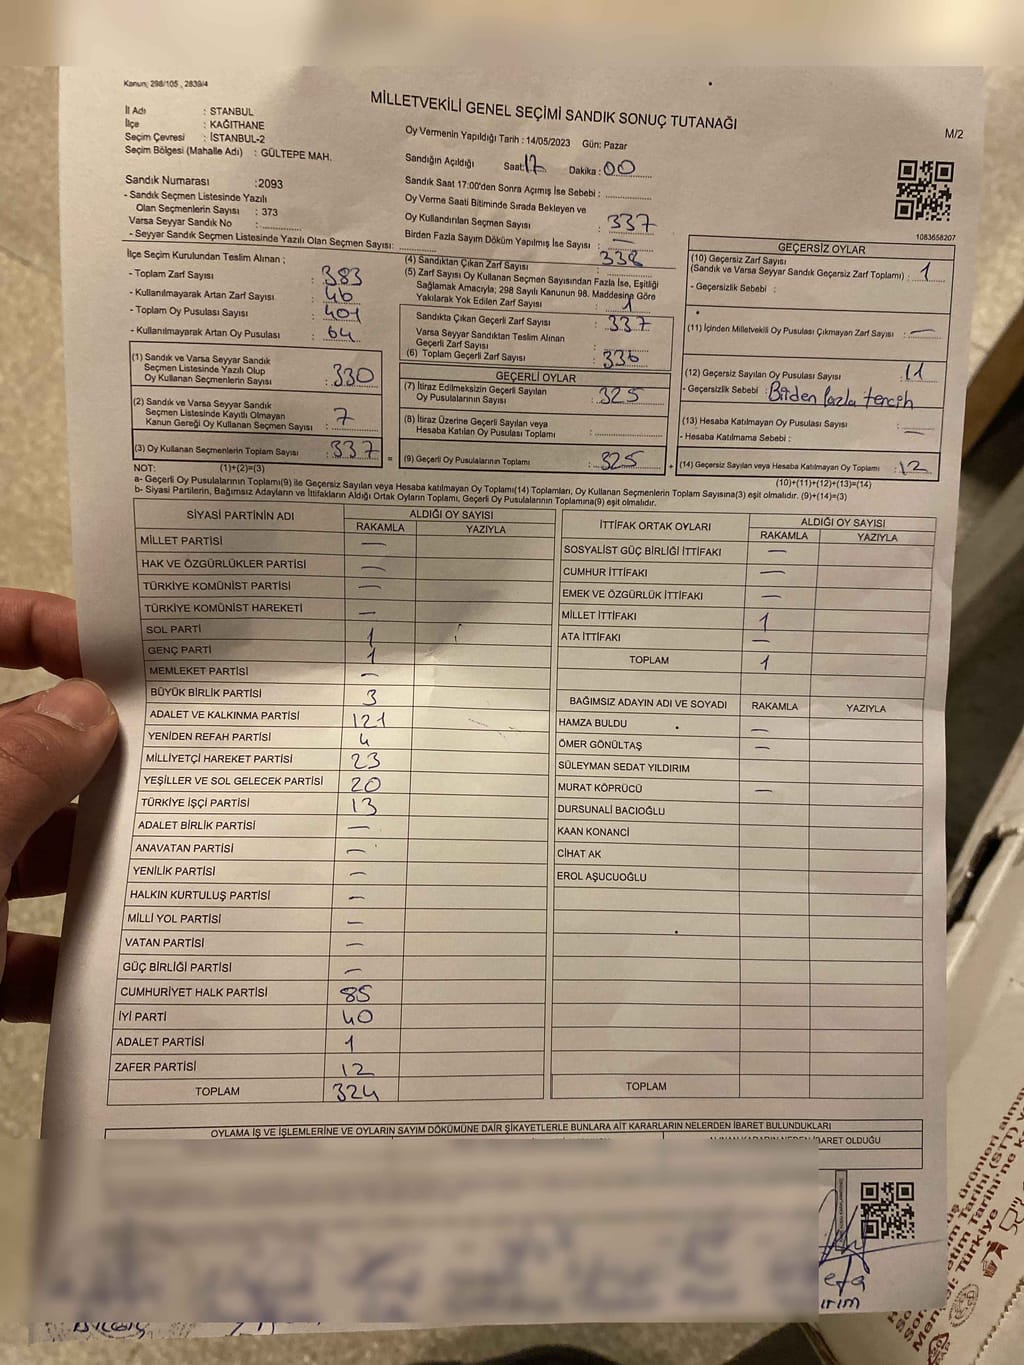 Kanun; 298/105 , 2839/4
MİLLETVEKİLİ GENEL SEÇİMİ SANDIK SONUÇ TUTANAĞI
M/2
İl Adı : STANBUL
İlçe : KAĞITHANE
Seçim Çevresi : İSTANBUL-2
Seçim Bölgesi (Mahalle Adı) : GÜLTEPE MAH.
Sandık Numarası :2093
- Sandık Seçmen Listesinde Yazılı
Olan Seçmenlerin Sayısı : 373
Varsa Seyyar Sandık No :
- Seyyar Sandık Seçmen Listesinde Yazılı Olan Seçmen Sayısı:
Oy Vermenin Yapıldığı Tarih : 14/05/2023 Gün: Pazar
Sandığın Açıldığı Saat: 17 Dakika : 00
Sandık Saat 17:00'den Sonra Açımış İse Sebebi :
Oy Verme Saati Bitiminde Sırada Bekleyen ve
Oy Kullandırılan Seçmen Sayısı : 337
Birden Fazla Sayım Döküm Yapılmış İse Sayısı : —
1083658207
İlçe Seçim Kurulundan Teslim Alınan ;
- Toplam Zarf Sayısı : 383
- Kullanılmayarak Artan Zarf Sayısı : 46
- Toplam Oy Pusulası Sayısı : 401
- Kullanılmayarak Artan Oy Pusulası : 64
(1) Sandık ve Varsa Seyyar Sandık
Seçmen Listesinde Yazılı Olup
Oy Kullanan Seçmenlerin Sayısı : 330
(2) Sandık ve Varsa Seyyar Sandık
Seçmen Listesinde Kayıtlı Olmayan
Kanun Gereği Oy Kullanan Seçmen Sayısı : 7
(3) Oy Kullanan Seçmenlerin Toplam Sayısı : 337
(4) Sandıktan Çıkan Zarf Sayısı : 338
(5) Zarf Sayısı Oy Kullanan Seçmen Sayısından Fazla İse, Eşitliği
Sağlamak Amacıyla; 298 Sayılı Kanunun 98. Maddesine Göre
Yakılarak Yok Edilen Zarf Sayısı : 1
Sandıkta Çıkan Geçerli Zarf Sayısı : 337
Varsa Seyyar Sandıktan Teslim Alınan
Geçerli Zarf Sayısı :
(6) Toplam Geçerli Zarf Sayısı : 336
GEÇERLİ OYLAR
(7) İtiraz Edilmeksizin Geçerli Sayılan
Oy Pusulalarının Sayısı : 325
(8) İtiraz Üzerine Geçerli Sayılan veya
Hesaba Katılan Oy Pusulası Toplamı :
= (9) Geçerli Oy Pusulalarının Toplamı : 325
GEÇERSİZ OYLAR
(10) Geçersiz Zarf Sayısı
(Sandık ve Varsa Seyyar Sandık Geçersiz Zarf Toplamı) : 1
- Geçersizlik Sebebi :
(11) İçinden Milletvekili Oy Pusulası Çıkmayan Zarf Sayısı : —
(12) Geçersiz Sayılan Oy Pusulası Sayısı : 11
- Geçersizlik Sebebi : Birden fazla tercih
(13) Hesaba Katılmayan Oy Pusulası Sayısı : —
- Hesaba Katılmama Sebebi :
+ (14) Geçersiz Sayılan veya Hesaba Katılmayan Oy Toplamı : 12
NOT: (1)+(2)=(3)
(10)+(11)+(12)+(13)=(14)
a- Geçerli Oy Pusulalarının Toplamı(9) ile Geçersiz Sayılan veya Hesaba Katılmayan Oy Toplamı(14) Toplamları, Oy Kullanan Seçmenlerin Toplam Sayısına(3) eşit olmalıdır. (9)+(14)=(3)
b- Siyasi Partilerin, Bağımsız Adayların ve İttifakların Aldığı Ortak Oyların Toplamı, Geçerli Oy Pusulalarının Toplamına(9) eşit olmalıdır.
SİYASİ PARTİNİN ADI ALDIĞI OY SAYISI
RAKAMLA YAZIYLA
MİLLET PARTİSİ —
HAK VE ÖZGÜRLÜKLER PARTİSİ —
TÜRKİYE KOMÜNİST PARTİSİ —
TÜRKİYE KOMÜNİST HAREKETİ —
SOL PARTİ 1
GENÇ PARTİ 1
MEMLEKET PARTİSİ —
BÜYÜK BİRLİK PARTİSİ 3
ADALET VE KALKINMA PARTİSİ 121
YENİDEN REFAH PARTİSİ 4
MİLLİYETÇİ HAREKET PARTİSİ 23
YEŞİLLER VE SOL GELECEK PARTİSİ 20
TÜRKİYE İŞÇİ PARTİSİ 13
ADALET BİRLİK PARTİSİ —
ANAVATAN PARTİSİ —
YENİLİK PARTİSİ —
HALKIN KURTULUŞ PARTİSİ —
MİLLİ YOL PARTİSİ —
VATAN PARTİSİ —
GÜÇ BİRLİĞİ PARTİSİ —
CUMHURİYET HALK PARTİSİ 85
İYİ PARTİ 40
ADALET PARTİSİ 1
ZAFER PARTİSİ 12
TOPLAM 324
İTTİFAK ORTAK OYLARI ALDIĞI OY SAYISI
RAKAMLA YAZIYLA
SOSYALİST GÜÇ BİRLİĞİ İTTİFAKI —
CUMHUR İTTİFAKI —
EMEK VE ÖZGÜRLÜK İTTİFAKI —
MİLLET İTTİFAKI 1
ATA İTTİFAKI —
TOPLAM 1
BAĞIMSIZ ADAYIN ADI VE SOYADI RAKAMLA YAZIYLA
HAMZA BULDU —
ÖMER GÖNÜLTAŞ —
SÜLEYMAN SEDAT YILDIRIM
MURAT KÖPRÜCÜ —
DURSUNALİ BACIOĞLU
KAAN KONANCİ
CİHAT AK
EROL AŞUCUOĞLU
TOPLAM
OYLAMA İŞ VE İŞLEMLERİNE VE OYLARIN SAYIM DÖKÜMÜNE DAİR ŞİKAYETLERLE BUNLARA AİT KARARLARIN NELERDEN İBARET BULUNDUKLARI
ALINAN KARARIN NEDEN İBARET OLDUĞU